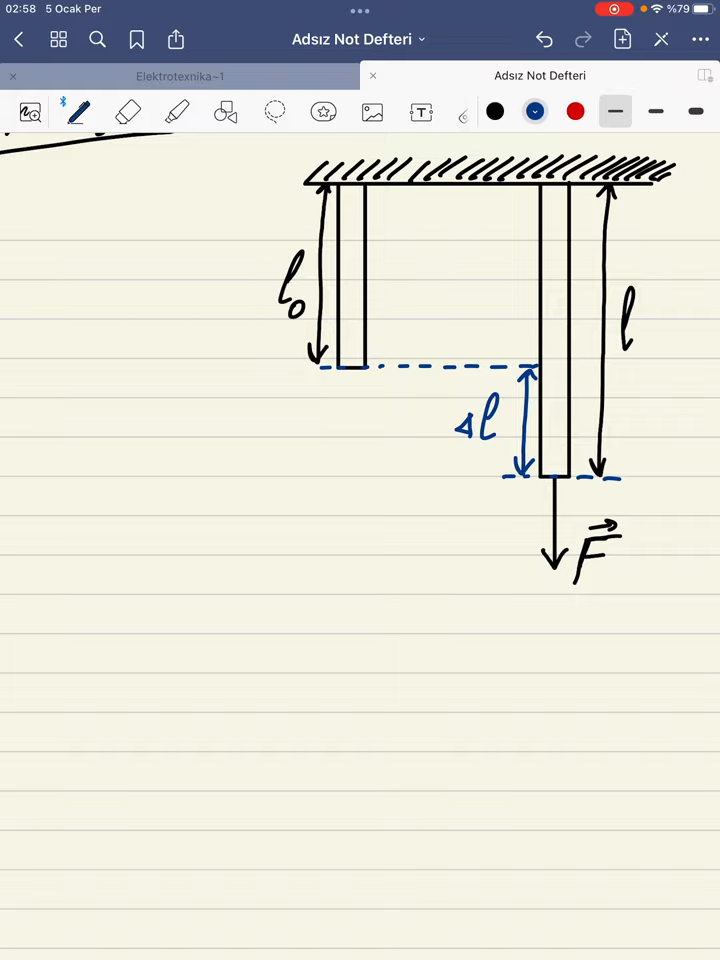 02:58 5 Ocak Per
%79
Adsız Not Defteri
Elektrotexnika~1
Adsız Not Defteri
T
l₀
l
Δl
F⃗